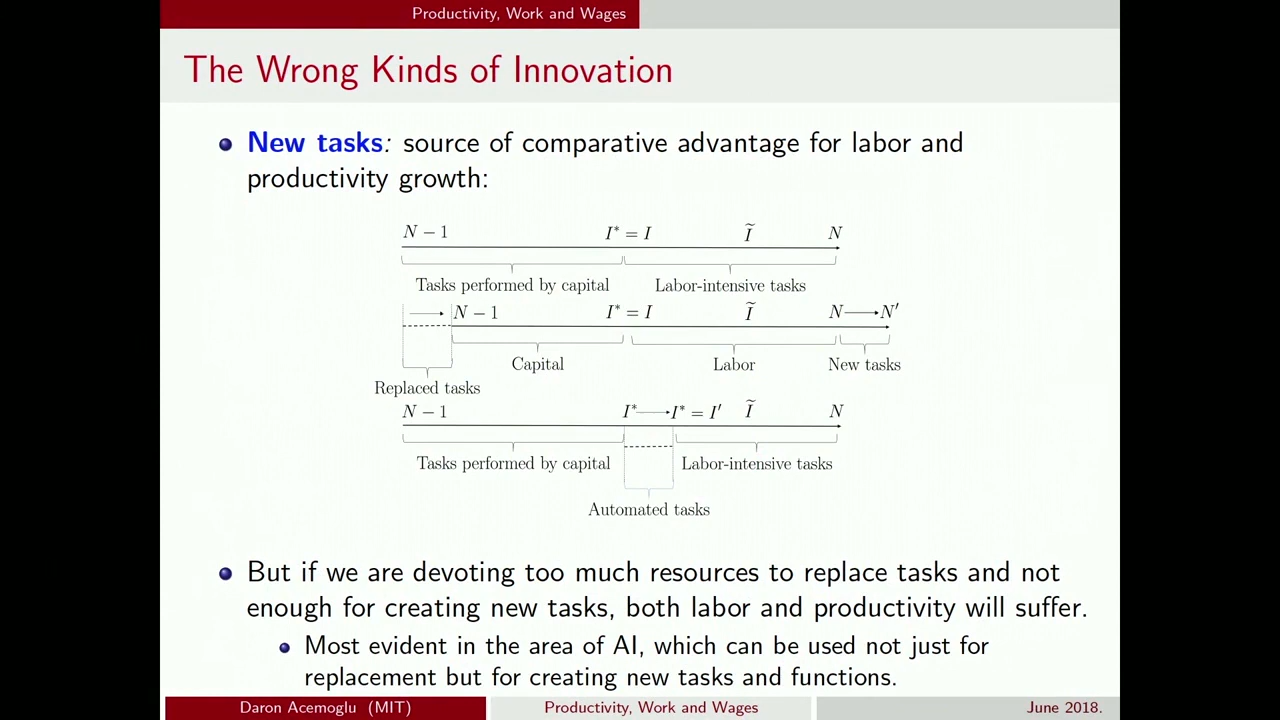 Productivity, Work and Wages
The Wrong Kinds of Innovation
New tasks: source of comparative advantage for labor and
productivity growth:
N − 1 I* = I Ĩ N
Tasks performed by capital Labor-intensive tasks
N − 1 I* = I Ĩ N N′
Capital Labor New tasks
Replaced tasks
N − 1 I* I* = I′ Ĩ N
Tasks performed by capital Labor-intensive tasks
Automated tasks
But if we are devoting too much resources to replace tasks and not
enough for creating new tasks, both labor and productivity will suffer.
Most evident in the area of AI, which can be used not just for
replacement but for creating new tasks and functions.
Daron Acemoglu (MIT) Productivity, Work and Wages June 2018.